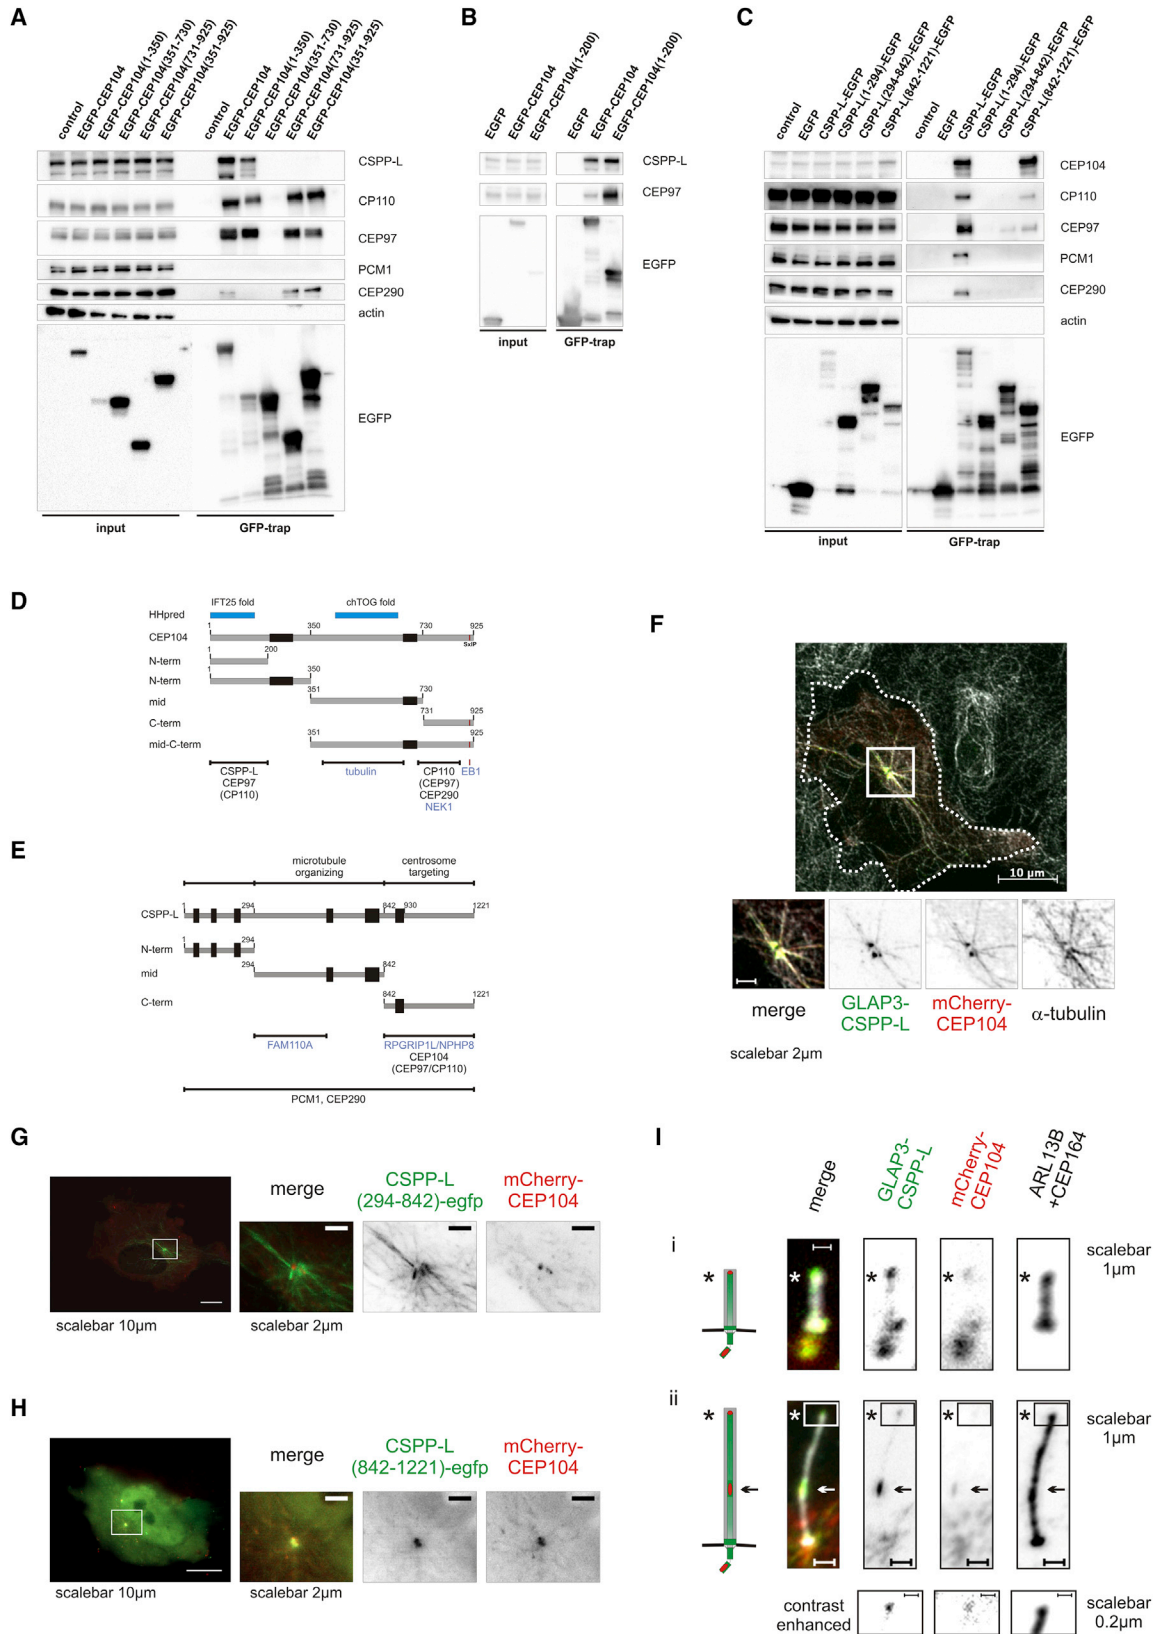 A
control
EGFP-CEP104
EGFP-CEP104(1-350)
EGFP-CEP104(351-730)
EGFP-CEP104(731-925)
EGFP-CEP104(351-925)
control
EGFP-CEP104
EGFP-CEP104(1-350)
EGFP-CEP104(351-730)
EGFP-CEP104(731-925)
EGFP-CEP104(351-925)
CSPP-L
CP110
CEP97
PCM1
CEP290
actin
EGFP
input GFP-trap
B
EGFP
EGFP-CEP104
EGFP-CEP104(1-200)
EGFP
EGFP-CEP104
EGFP-CEP104(1-200)
CSPP-L
CEP97
EGFP
input GFP-trap
C
control
EGFP
CSPP-L-EGFP
CSPP-L(1-294)-EGFP
CSPP-L(294-842)-EGFP
CSPP-L(842-1221)-EGFP
control
EGFP
CSPP-L-EGFP
CSPP-L(1-294)-EGFP
CSPP-L(294-842)-EGFP
CSPP-L(842-1221)-EGFP
CEP104
CP110
CEP97
PCM1
CEP290
actin
EGFP
input GFP-trap
D
IFT25 fold chTOG fold
HHpred
1 350 730 925
CEP104
SxIP
1 200
N-term
1 350
N-term
351 730
mid
731 925
C-term
351 925
mid-C-term
CSPP-L tubulin CP110 EB1
CEP97 (CEP97)
(CP110) CEP290
NEK1
E
microtubule centrosome
organizing targeting
1 294 842 930 1221
CSPP-L
1 294
N-term
294 842
mid
842 1221
C-term
FAM110A RPGRIP1L/NPHP8
CEP104
(CEP97/CP110)
PCM1, CEP290
F
10 µm
merge GLAP3- mCherry- α-tubulin
CSPP-L CEP104
scalebar 2µm
G
merge CSPP-L mCherry-
(294-842)-egfp CEP104
scalebar 10µm scalebar 2µm
H
merge CSPP-L mCherry-
(842-1221)-egfp CEP104
scalebar 10µm scalebar 2µm
I
merge
GLAP3-
CSPP-L
mCherry-
CEP104
ARL13B
+CEP164
i
scalebar
1µm
* * * * *
ii
scalebar
1µm
* * * * *
contrast
enhanced
scalebar
0.2µm